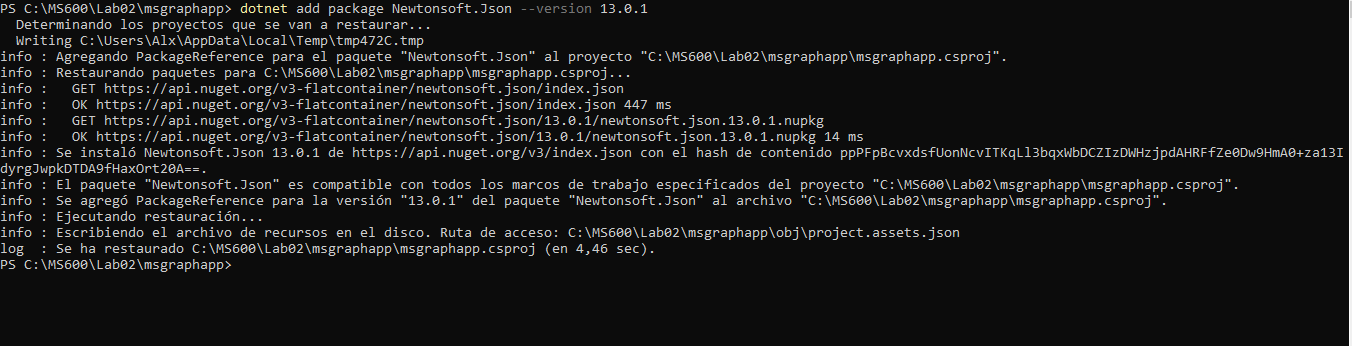 PS C:\MS600\Lab02\msgraphapp> dotnet add package Newtonsoft.Json --version 13.0.1
  Determinando los proyectos que se van a restaurar...
  Writing C:\Users\Alx\AppData\Local\Temp\tmp472C.tmp
info : Agregando PackageReference para el paquete "Newtonsoft.Json" al proyecto "C:\MS600\Lab02\msgraphapp\msgraphapp.csproj".
info : Restaurando paquetes para C:\MS600\Lab02\msgraphapp\msgraphapp.csproj...
info :   GET https://api.nuget.org/v3-flatcontainer/newtonsoft.json/index.json
info :   OK https://api.nuget.org/v3-flatcontainer/newtonsoft.json/index.json 447 ms
info :   GET https://api.nuget.org/v3-flatcontainer/newtonsoft.json/13.0.1/newtonsoft.json.13.0.1.nupkg
info :   OK https://api.nuget.org/v3-flatcontainer/newtonsoft.json/13.0.1/newtonsoft.json.13.0.1.nupkg 14 ms
info : Se instaló Newtonsoft.Json 13.0.1 de https://api.nuget.org/v3/index.json con el hash de contenido ppPFpBcvxdsfUonNcvITKqLl3bqxWbDCZIzDWHzjpdAHRFfZe0Dw9HmA0+za13I
dyrgJwpkDTDA9fHaxOrt20A==.
info : El paquete "Newtonsoft.Json" es compatible con todos los marcos de trabajo especificados del proyecto "C:\MS600\Lab02\msgraphapp\msgraphapp.csproj".
info : Se agregó PackageReference para la versión "13.0.1" del paquete "Newtonsoft.Json" al archivo "C:\MS600\Lab02\msgraphapp\msgraphapp.csproj".
info : Ejecutando restauración...
info : Escribiendo el archivo de recursos en el disco. Ruta de acceso: C:\MS600\Lab02\msgraphapp\obj\project.assets.json
log  : Se ha restaurado C:\MS600\Lab02\msgraphapp\msgraphapp.csproj (en 4,46 sec).
PS C:\MS600\Lab02\msgraphapp>